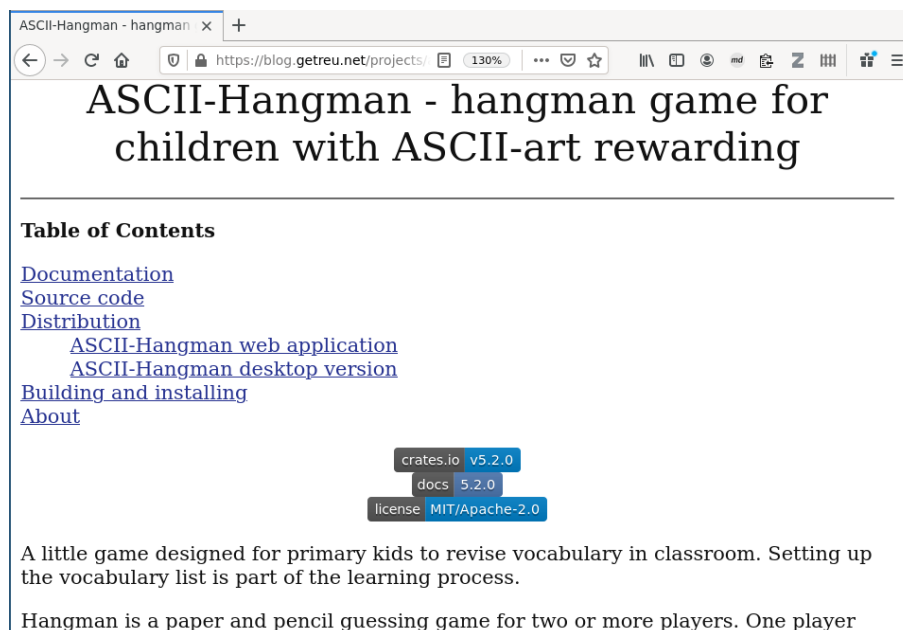 ASCII-Hangman - hangman
https://blog.getreu.net/projects/
130%
ASCII-Hangman - hangman game for
children with ASCII-art rewarding
Table of Contents
Documentation
Source code
Distribution
ASCII-Hangman web application
ASCII-Hangman desktop version
Building and installing
About
crates.io v5.2.0
docs 5.2.0
license MIT/Apache-2.0
A little game designed for primary kids to revise vocabulary in classroom. Setting up
the vocabulary list is part of the learning process.
Hangman is a paper and pencil guessing game for two or more players. One player